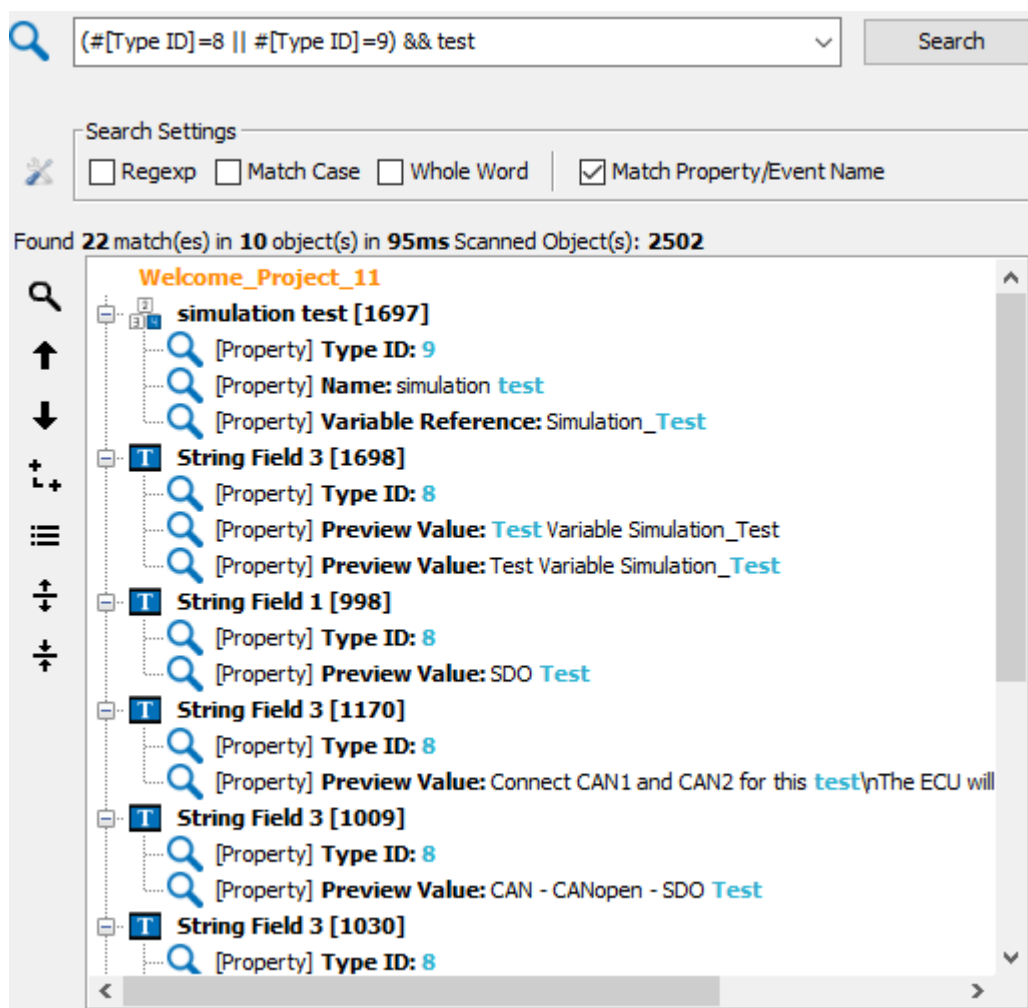 (#[Type ID]=8 || #[Type ID]=9) && test
Search
Search Settings
Regexp Match Case Whole Word Match Property/Event Name
Found 22 match(es) in 10 object(s) in 95ms Scanned Object(s): 2502
Welcome_Project_11
simulation test [1697]
[Property] Type ID: 9
[Property] Name: simulation test
[Property] Variable Reference: Simulation_Test
String Field 3 [1698]
[Property] Type ID: 8
[Property] Preview Value: Test Variable Simulation_Test
[Property] Preview Value: Test Variable Simulation_Test
String Field 1 [998]
[Property] Type ID: 8
[Property] Preview Value: SDO Test
String Field 3 [1170]
[Property] Type ID: 8
[Property] Preview Value: Connect CAN1 and CAN2 for this test\nThe ECU will
String Field 3 [1009]
[Property] Type ID: 8
[Property] Preview Value: CAN - CANopen - SDO Test
String Field 3 [1030]
[Property] Type ID: 8